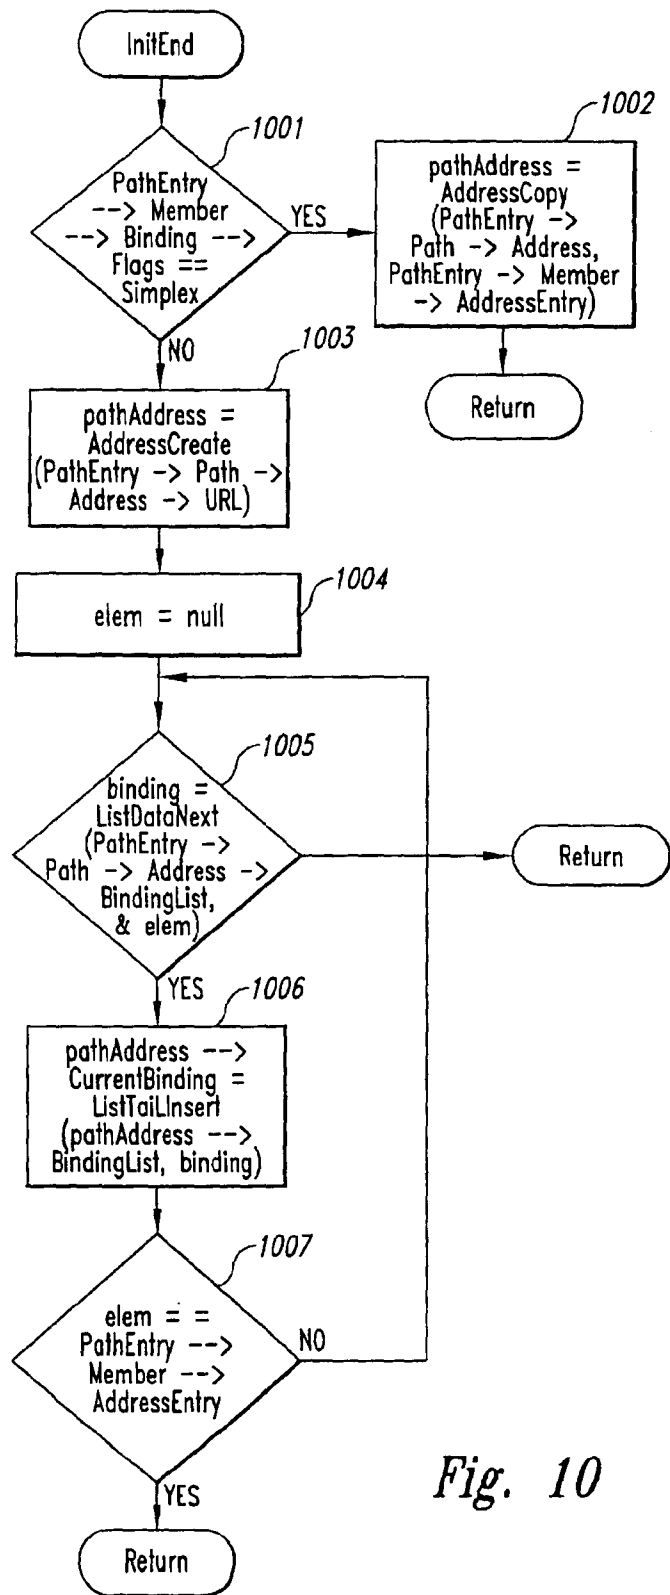 InitEnd
1001
PathEntry
--> Member
--> Binding -->
Flags ==
Simplex
YES
NO
1002
pathAddress =
AddressCopy
(PathEntry ->
Path -> Address,
PathEntry -> Member
-> AddressEntry)
Return
1003
pathAddress =
AddressCreate
(PathEntry -> Path ->
Address -> URL)
1004
elem = null
1005
binding =
ListDataNext
(PathEntry ->
Path -> Address ->
BindingList,
& elem)
Return
YES
1006
pathAddress -->
CurrentBinding =
ListTailInsert
(pathAddress -->
BindingList, binding)
1007
elem = =
PathEntry -->
Member -->
AddressEntry
NO
YES
Return
Fig. 10